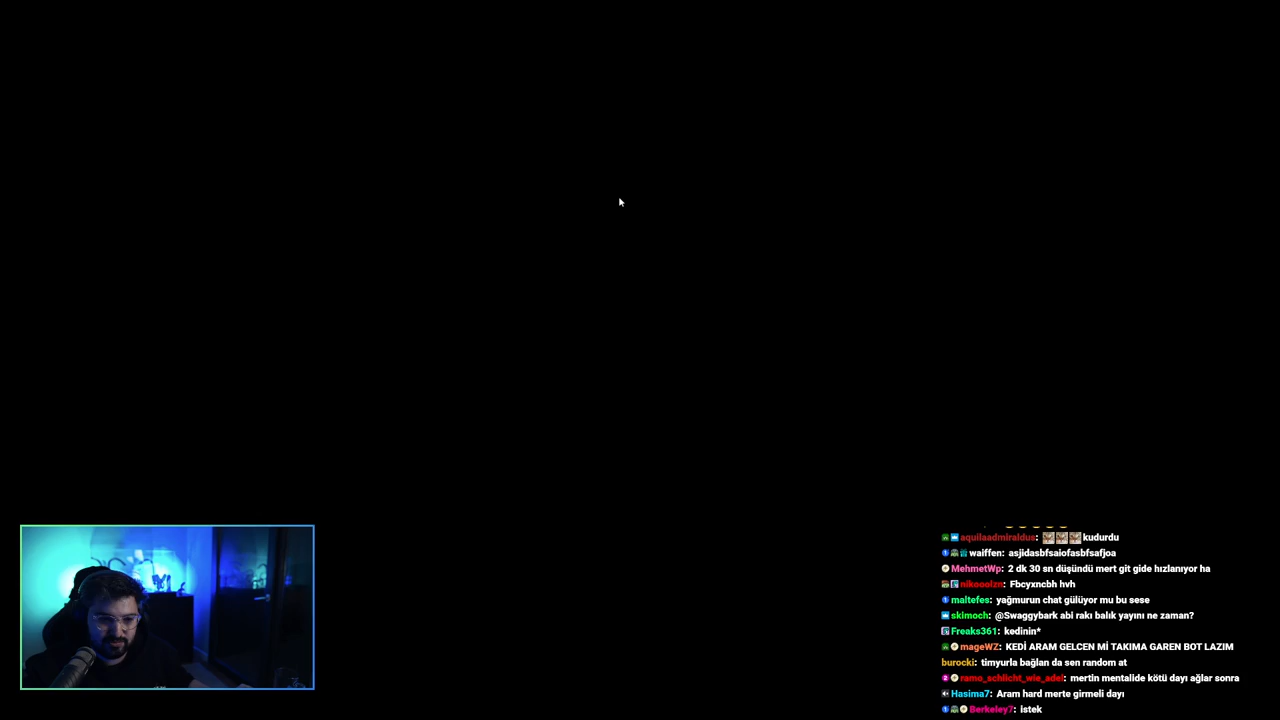 aquilaadmiraldus: kudurdu
waiffen: asjidasbfsaiofasbfsafjoa
MehmetWp: 2 dk 30 sn düşündü mert git gide hızlanıyor ha
nikooolzn: Fbcyxncbh hvh
maltefes: yağmurun chat gülüyor mu bu sese
skimoch: @Swaggybark abi rakı balık yayını ne zaman?
Freaks361: kedinin*
mageWZ: KEDİ ARAM GELCEN Mİ TAKIMA GAREN BOT LAZIM
burocki: timyurla bağlan da sen random at
ramo_schlicht_wie_adel: mertin mentalide kötü dayı ağlar sonra
Hasima7: Aram hard merte girmeli dayı
Berkeley7: istek